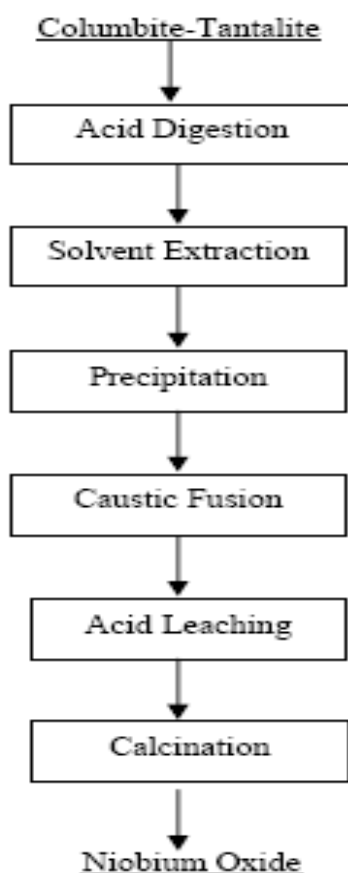 Columbite-Tantalite
Acid Digestion
Solvent Extraction
Precipitation
Caustic Fusion
Acid Leaching
Calcination
Niobium Oxide